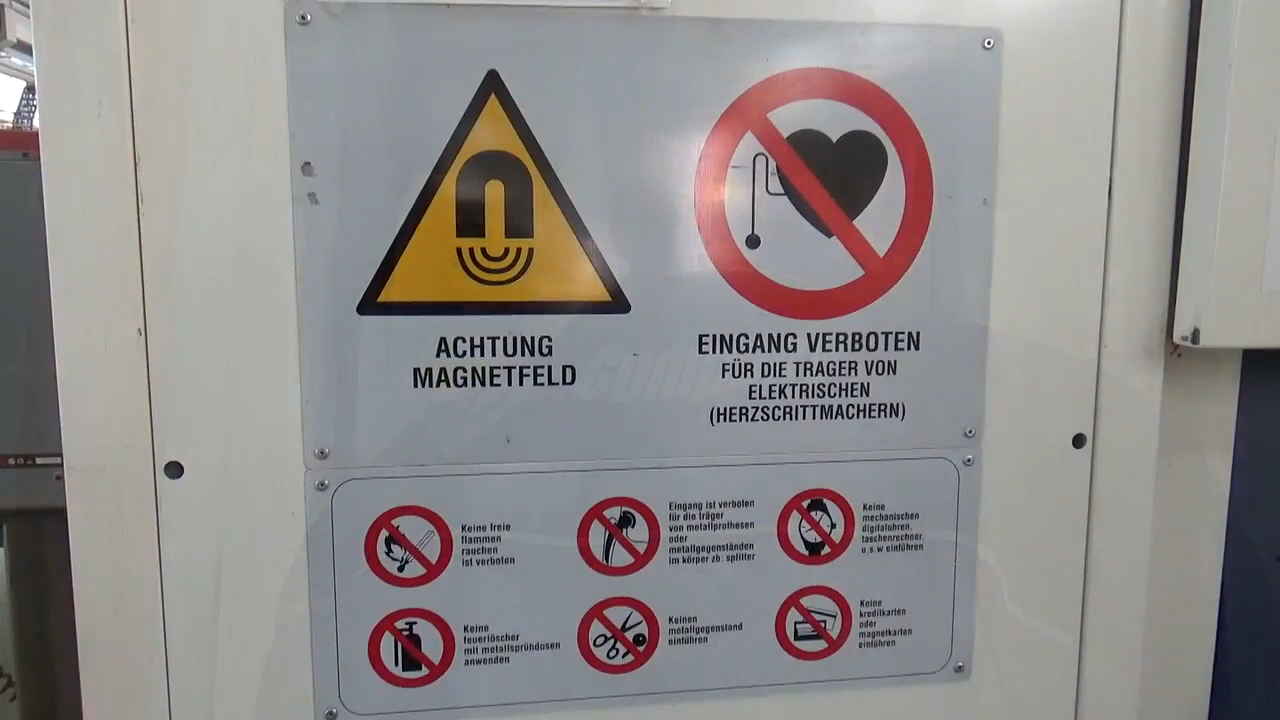 ACHTUNG
MAGNETFELD
EINGANG VERBOTEN
FÜR DIE TRAGER VON
ELEKTRISCHEN
(HERZSCRITTMACHERN)
Keine freie
flammen
rauchen
ist verboten
Eingang ist verboten
für die träger
von metallprothesen
oder
metallgegenständen
im körper zb: splitter
Keine
mechanischen
digitaluhren,
taschenrechner,
u.s.w einführen
Keine
feuerlöscher
mit metallsprühdosen
anwenden
Keinen
metallgegenstand
einführen
Keine
kreditkarten
oder
magnetkarten
einführen